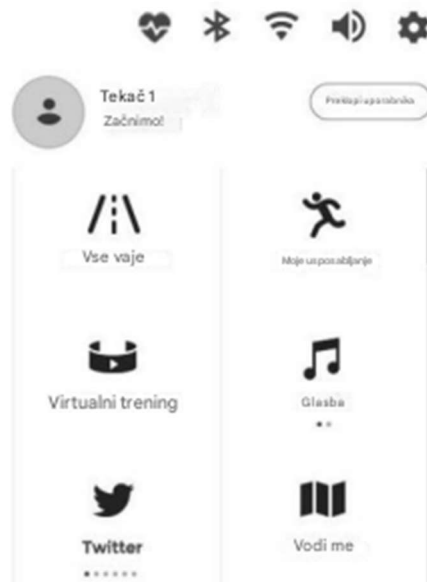 Tekač 1
Začnimo!
Preklopi uporabnika
Vse vaje
Moje usposabljanje
Virtualni trening
Glasba
Twitter
Vodi me